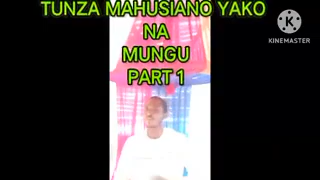 TUNZA MAHUSIANO YAKO
NA
MUNGU
PART 1
KINEMASTER